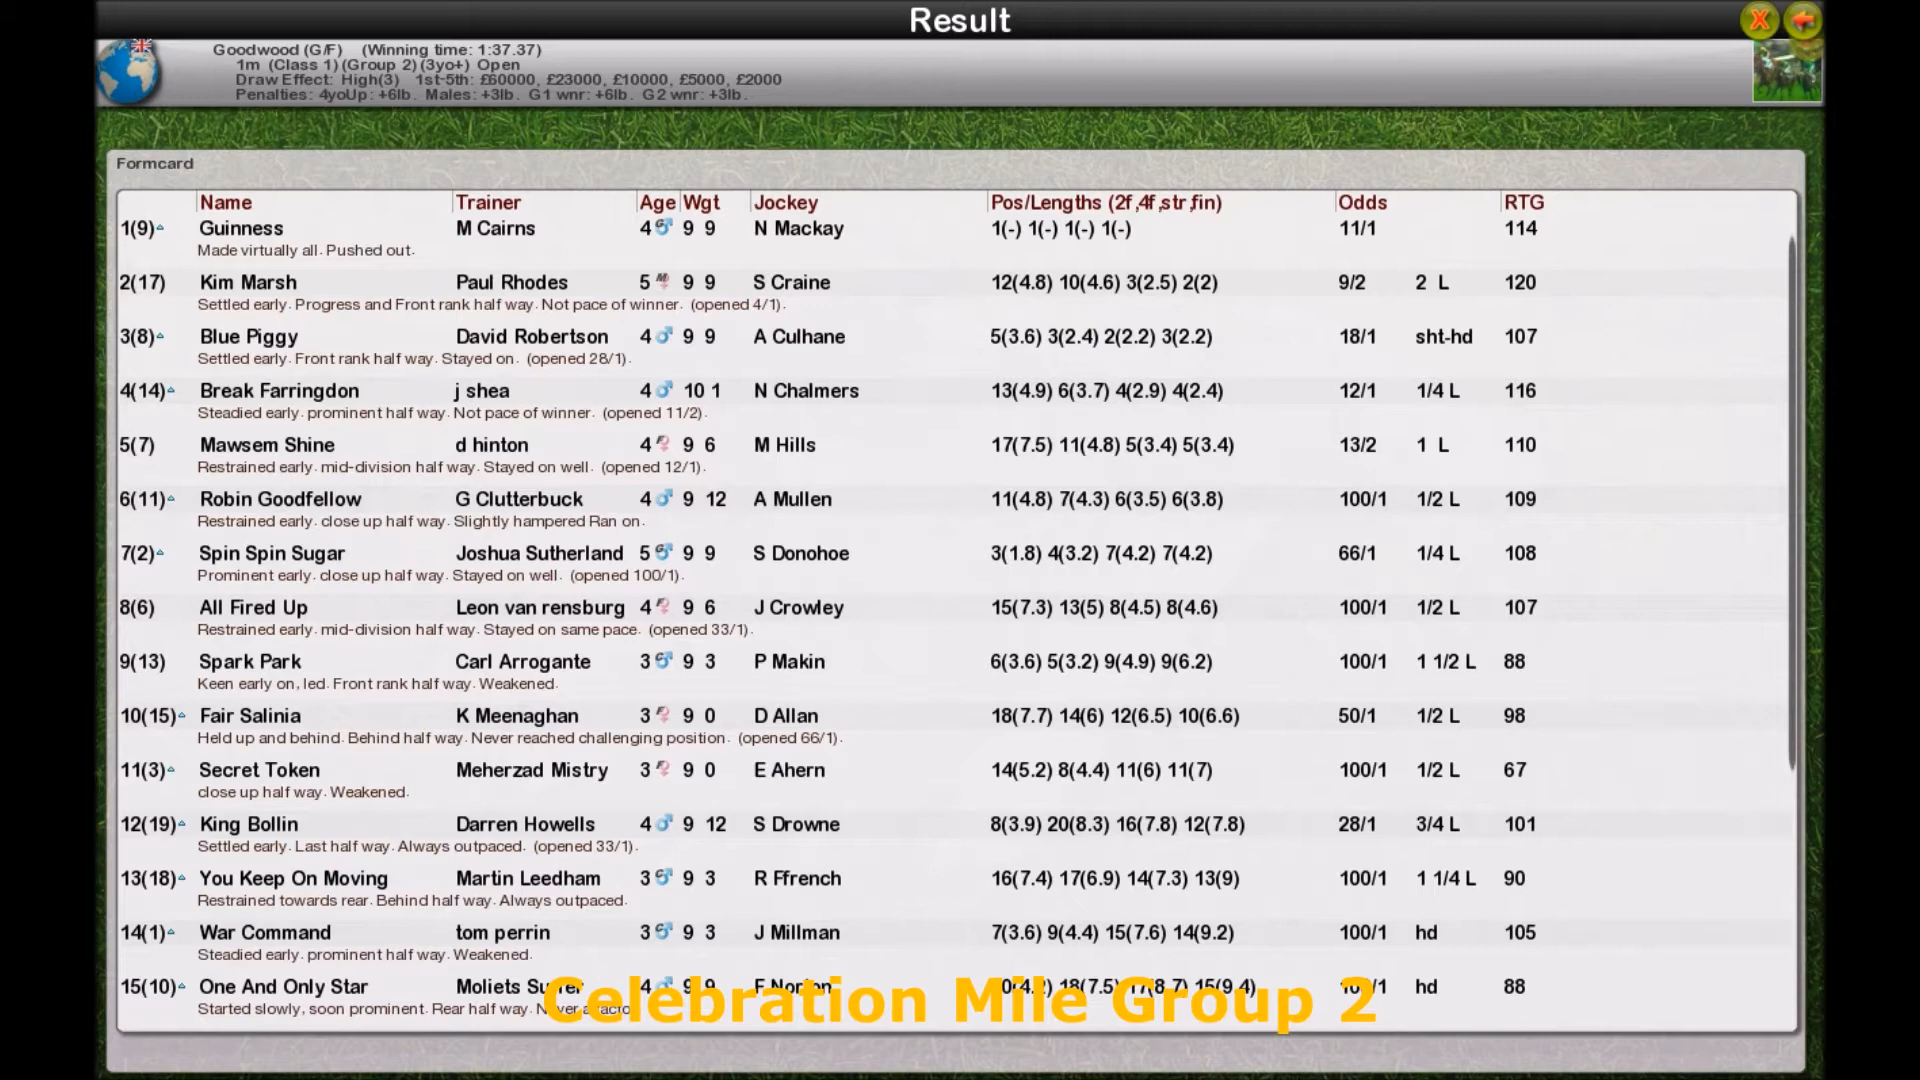 Result
Goodwood (G/F) (Winning time: 1:37.37)
1m (Class 1) (Group 2) (3yo+) Open
Draw Effect: High(3) 1st-5th: £60000, £23000, £10000, £5000, £2000
Penalties: 4yoUp: +6lb. Males: +3lb. G1 wnr: +6lb. G2 wnr: +3lb.
Formcard
Name Trainer Age Wgt Jockey Pos/Lengths (2f,4f,str,fin) Odds RTG
1(9) Guinness M Cairns 4 9 9 N Mackay 1(-) 1(-) 1(-) 1(-) 11/1 114
Made virtually all. Pushed out.
2(17) Kim Marsh Paul Rhodes 5 9 9 S Craine 12(4.8) 10(4.6) 3(2.5) 2(2) 9/2 2 L 120
Settled early. Progress and Front rank half way. Not pace of winner. (opened 4/1).
3(8) Blue Piggy David Robertson 4 9 9 A Culhane 5(3.6) 3(2.4) 2(2.2) 3(2.2) 18/1 sht-hd 107
Settled early. Front rank half way. Stayed on. (opened 28/1).
4(14) Break Farringdon j shea 4 10 1 N Chalmers 13(4.9) 6(3.7) 4(2.9) 4(2.4) 12/1 1/4 L 116
Steadied early. prominent half way. Not pace of winner. (opened 11/2).
5(7) Mawsem Shine d hinton 4 9 6 M Hills 17(7.5) 11(4.8) 5(3.4) 5(3.4) 13/2 1 L 110
Restrained early. mid-division half way. Stayed on well. (opened 12/1).
6(11) Robin Goodfellow G Clutterbuck 4 9 12 A Mullen 11(4.8) 7(4.3) 6(3.5) 6(3.8) 100/1 1/2 L 109
Restrained early. close up half way. Slightly hampered Ran on.
7(2) Spin Spin Sugar Joshua Sutherland 5 9 9 S Donohoe 3(1.8) 4(3.2) 7(4.2) 7(4.2) 66/1 1/4 L 108
Prominent early. close up half way. Stayed on well. (opened 100/1).
8(6) All Fired Up Leon van rensburg 4 9 6 J Crowley 15(7.3) 13(5) 8(4.5) 8(4.6) 100/1 1/2 L 107
Restrained early. mid-division half way. Stayed on same pace. (opened 33/1).
9(13) Spark Park Carl Arrogante 3 9 3 P Makin 6(3.6) 5(3.2) 9(4.9) 9(6.2) 100/1 1 1/2 L 88
Keen early on, led. Front rank half way. Weakened.
10(15) Fair Salinia K Meenaghan 3 9 0 D Allan 18(7.7) 14(6) 12(6.5) 10(6.6) 50/1 1/2 L 98
Held up and behind. Behind half way. Never reached challenging position. (opened 66/1).
11(3) Secret Token Meherzad Mistry 3 9 0 E Ahern 14(5.2) 8(4.4) 11(6) 11(7) 100/1 1/2 L 67
close up half way. Weakened.
12(19) King Bollin Darren Howells 4 9 12 S Drowne 8(3.9) 20(8.3) 16(7.8) 12(7.8) 28/1 3/4 L 101
Settled early. Last half way. Always outpaced. (opened 33/1).
13(18) You Keep On Moving Martin Leedham 3 9 3 R Ffrench 16(7.4) 17(6.9) 14(7.3) 13(9) 100/1 1 1/4 L 90
Restrained towards rear. Behind half way. Always outpaced.
14(1) War Command tom perrin 3 9 3 J Millman 7(3.6) 9(4.4) 15(7.6) 14(9.2) 100/1 hd 105
Steadied early. prominent half way. Weakened.
15(10) One And Only Star Moliets 4 9 9 18(7.5) 15(9.4) hd 88
Started slowly, soon prominent. Rear half way.
Celebration Mile Group 2